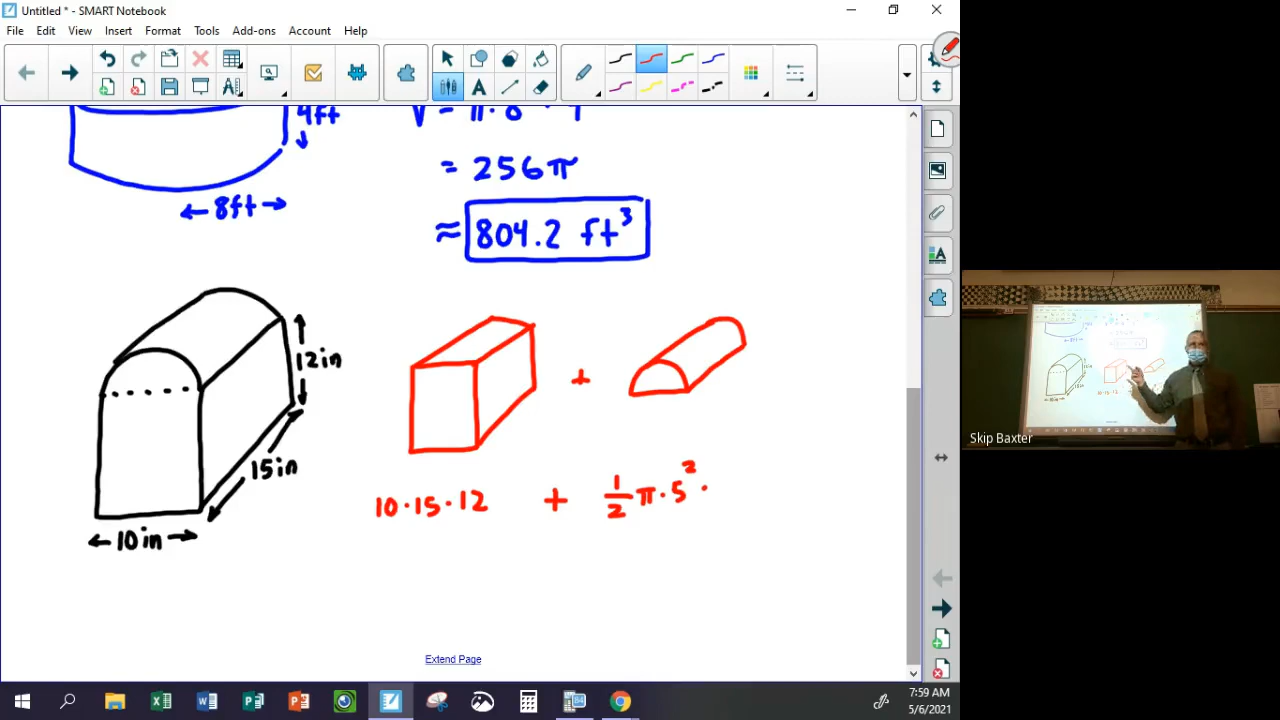 Untitled * - SMART Notebook
File Edit View Insert Format Tools Add-ons Account Help
4ft
= 256π
8ft
≈ 804.2 ft³
12in
15in
10in
+
10·15·12 + 1/2 π·5²·
Extend Page
Skip Baxter
7:59 AM
5/6/2021